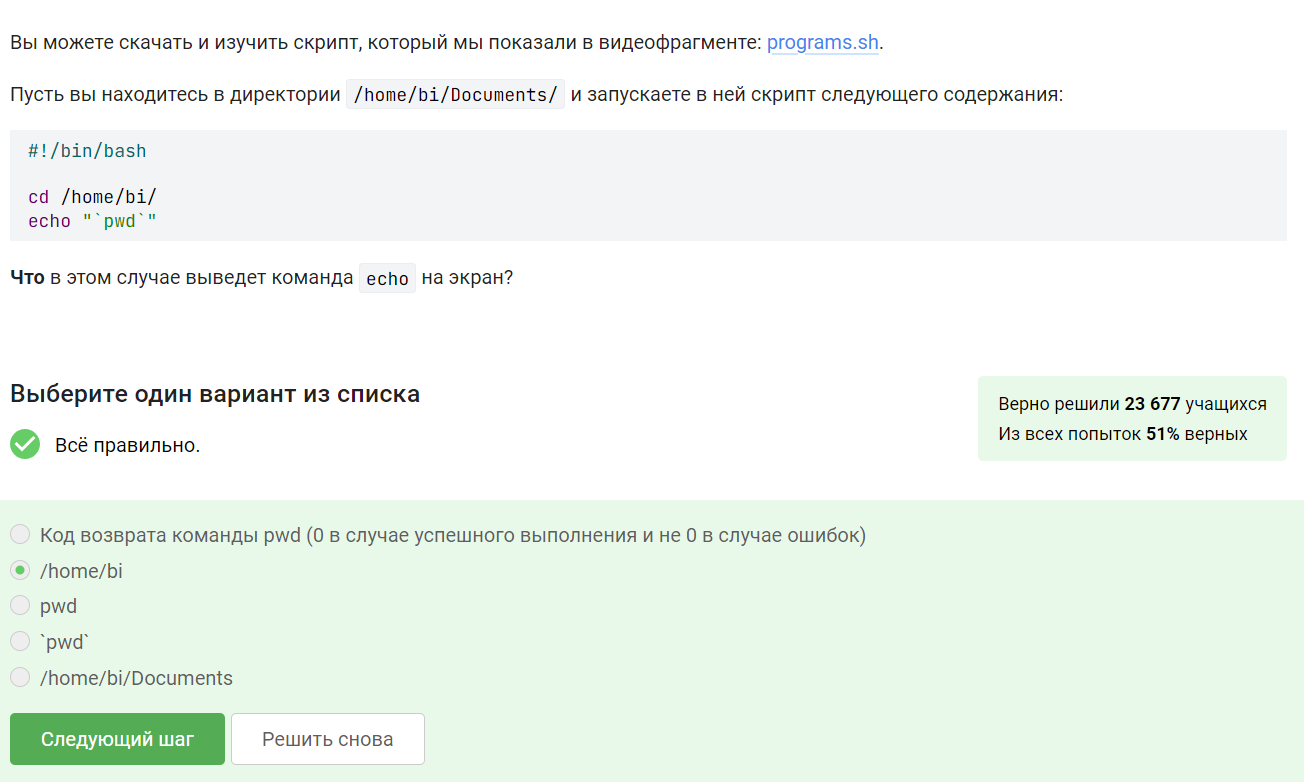 Вы можете скачать и изучить скрипт, который мы показали в видеофрагменте: programs.sh.
Пусть вы находитесь в директории /home/bi/Documents/ и запускаете в ней скрипт следующего содержания:
#!/bin/bash
cd /home/bi/
echo "`pwd`"
Что в этом случае выведет команда echo на экран?
Выберите один вариант из списка
Всё правильно.
Верно решили 23 677 учащихся
Из всех попыток 51% верных
Код возврата команды pwd (0 в случае успешного выполнения и не 0 в случае ошибок)
/home/bi
pwd
`pwd`
/home/bi/Documents
Следующий шаг
Решить снова